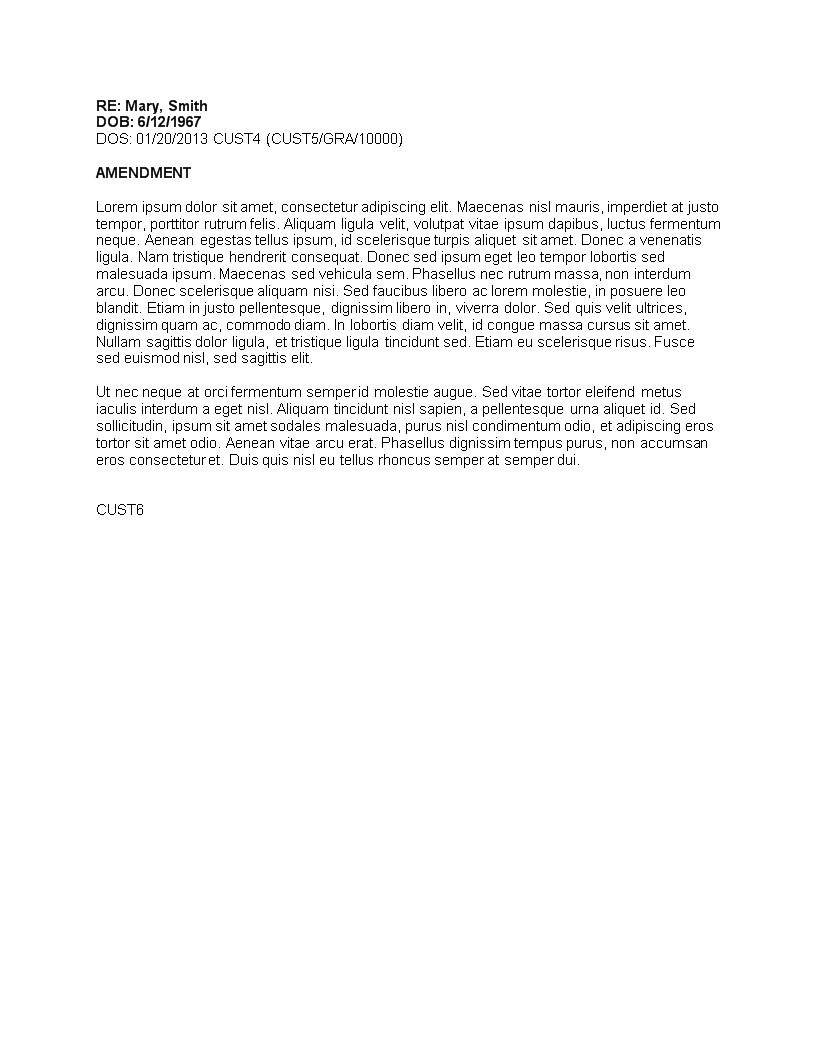 RE: Mary, Smith
DOB: 6/12/1967
DOS: 01/20/2013 CUST4 (CUST5/GRA/10000)
AMENDMENT
Lorem ipsum dolor sit amet, consectetur adipiscing elit. Maecenas nisl mauris, imperdiet at justo
tempor, porttitor rutrum felis. Aliquam ligula velit, volutpat vitae ipsum dapibus, luctus fermentum
neque. Aenean egestas tellus ipsum, id scelerisque turpis aliquet sit amet. Donec a venenatis
ligula. Nam tristique hendrerit consequat. Donec sed ipsum eget leo tempor lobortis sed
malesuada ipsum. Maecenas sed vehicula sem. Phasellus nec rutrum massa, non interdum
arcu. Donec scelerisque aliquam nisi. Sed faucibus libero ac lorem molestie, in posuere leo
blandit. Etiam in justo pellentesque, dignissim libero in, viverra dolor. Sed quis velit ultrices,
dignissim quam ac, commodo diam. In lobortis diam velit, id congue massa cursus sit amet.
Nullam sagittis dolor ligula, et tristique ligula tincidunt sed. Etiam eu scelerisque risus. Fusce
sed euismod nisl, sed sagittis elit.
Ut nec neque at orci fermentum semper id molestie augue. Sed vitae tortor eleifend metus
iaculis interdum a eget nisl. Aliquam tincidunt nisl sapien, a pellentesque urna aliquet id. Sed
sollicitudin, ipsum sit amet sodales malesuada, purus nisl condimentum odio, et adipiscing eros
tortor sit amet odio. Aenean vitae arcu erat. Phasellus dignissim tempus purus, non accumsan
eros consectetur et. Duis quis nisl eu tellus rhoncus semper at semper dui.
CUST6